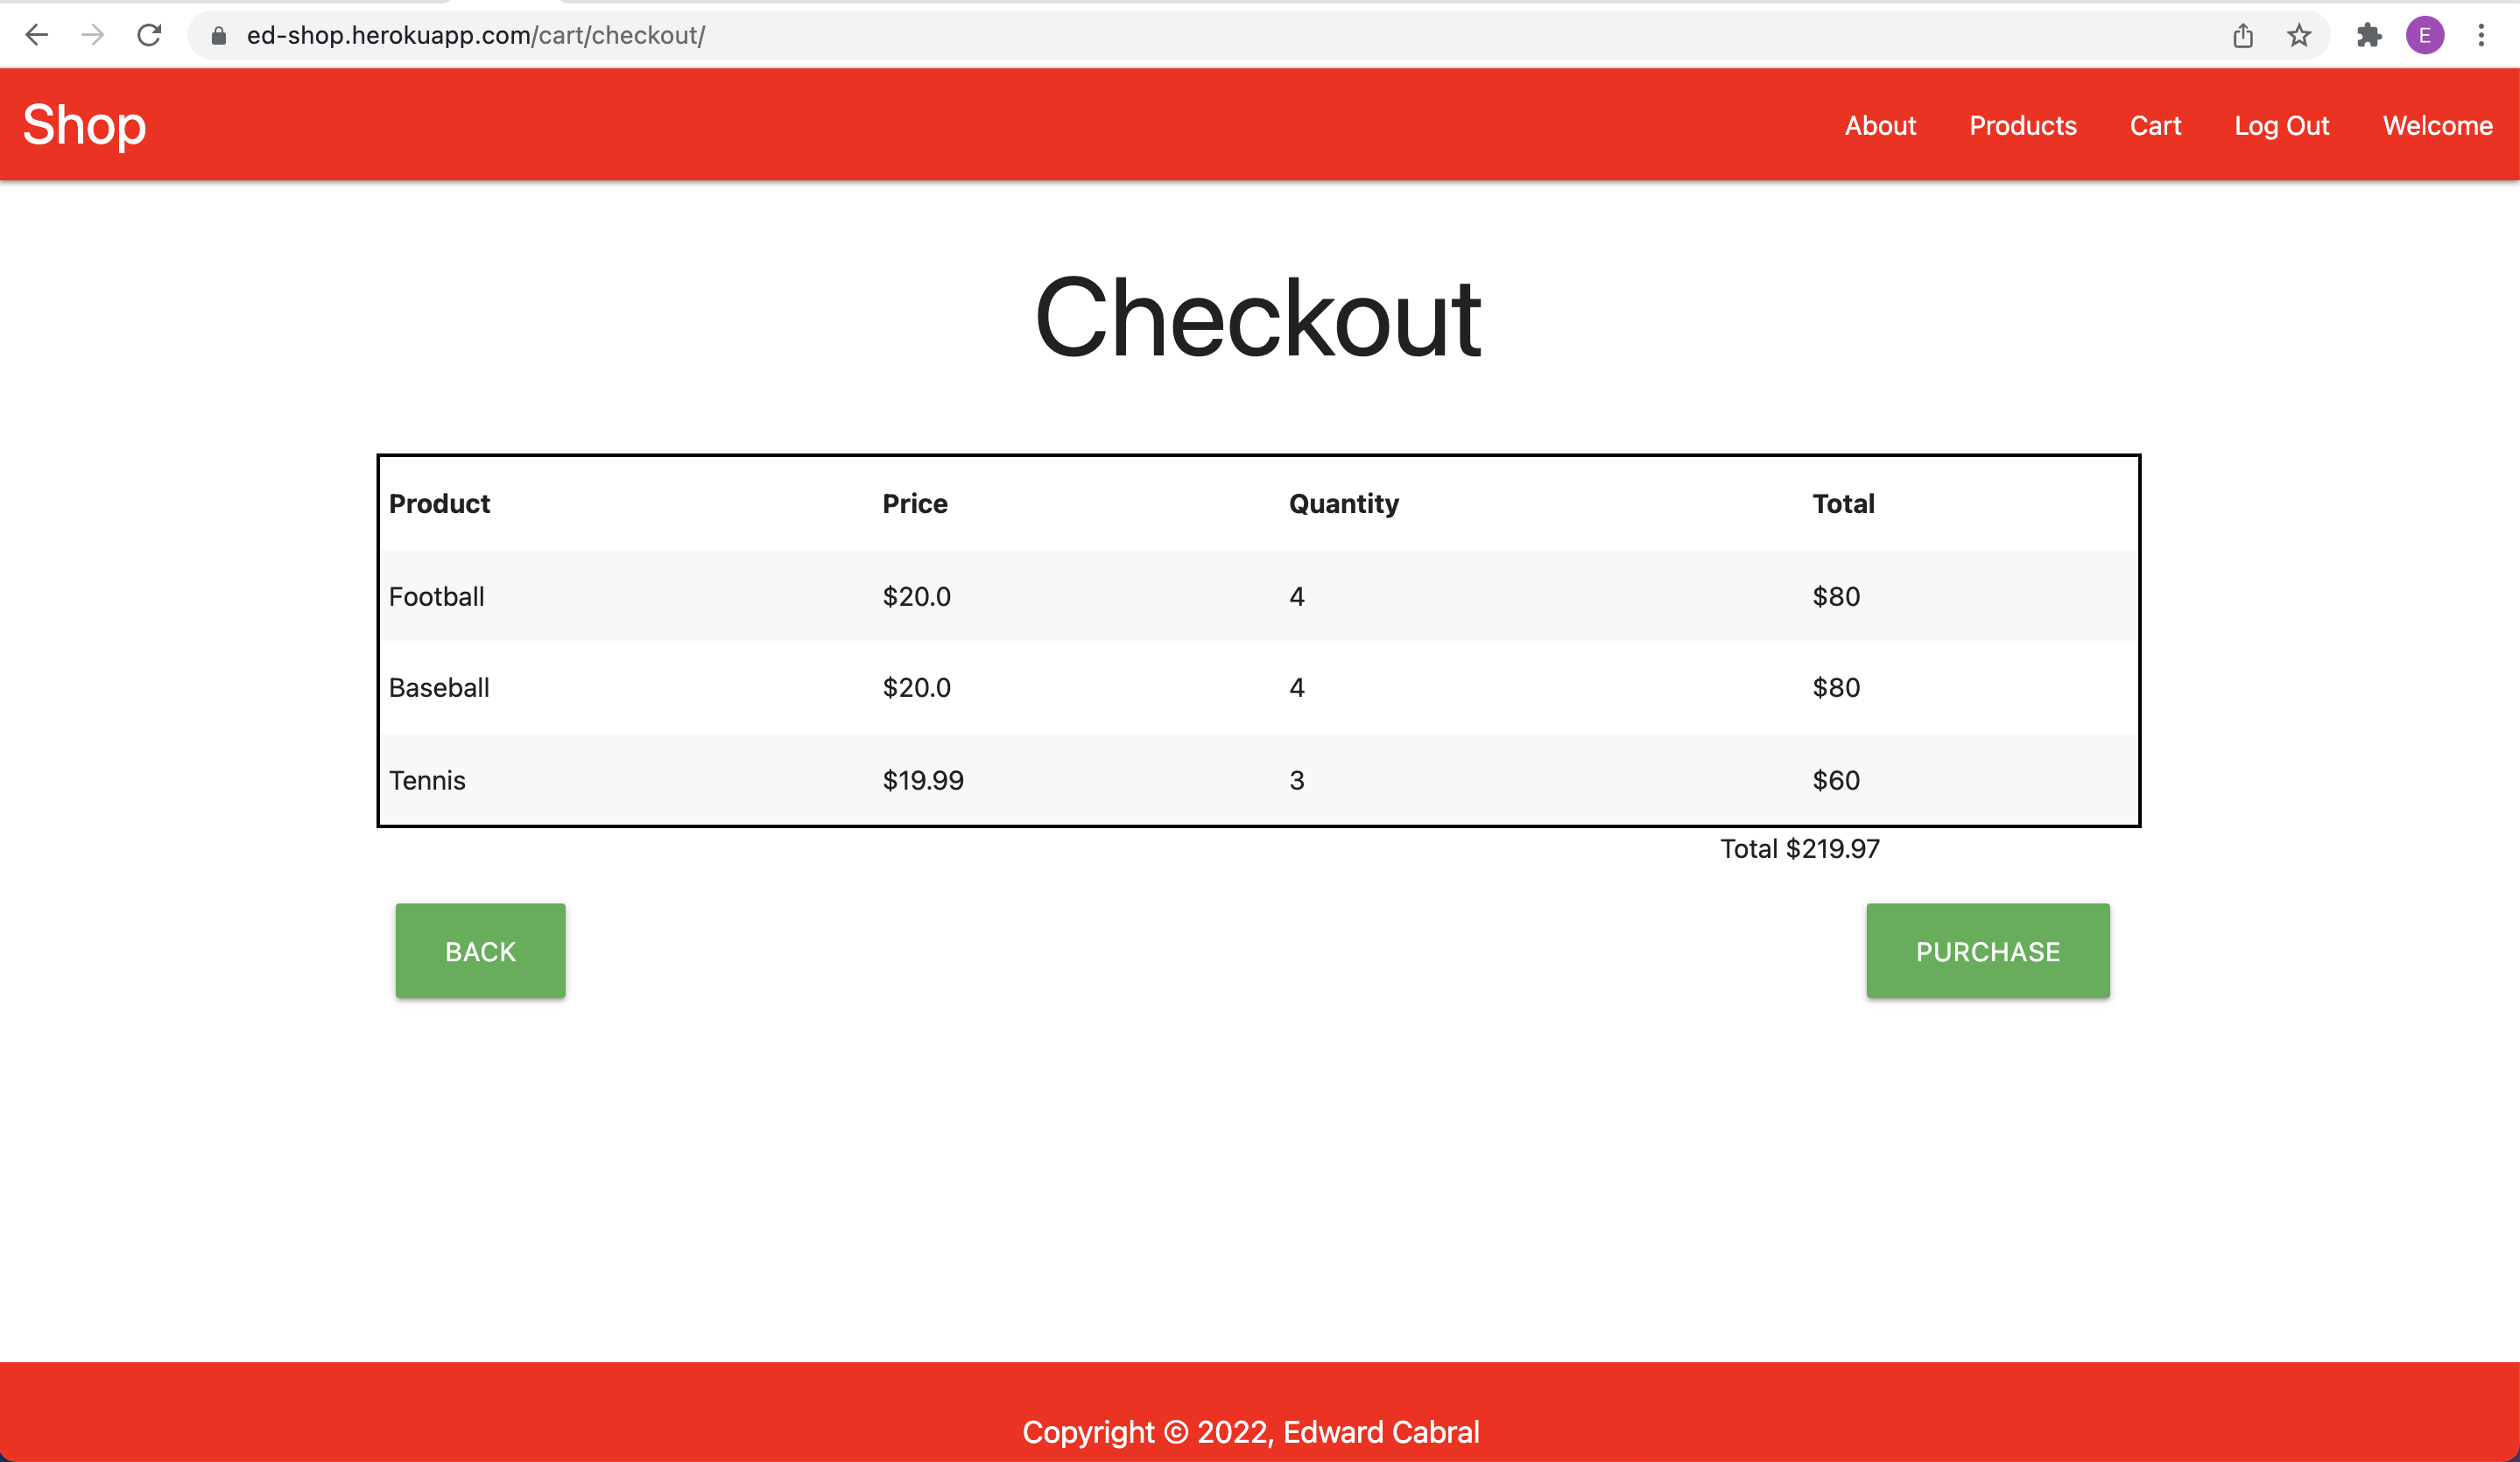 ed-shop.herokuapp.com/cart/checkout/
E
Shop
About Products Cart Log Out Welcome
Checkout
Product Price Quantity Total
Football $20.0 4 $80
Baseball $20.0 4 $80
Tennis $19.99 3 $60
Total $219.97
BACK PURCHASE
Copyright © 2022, Edward Cabral